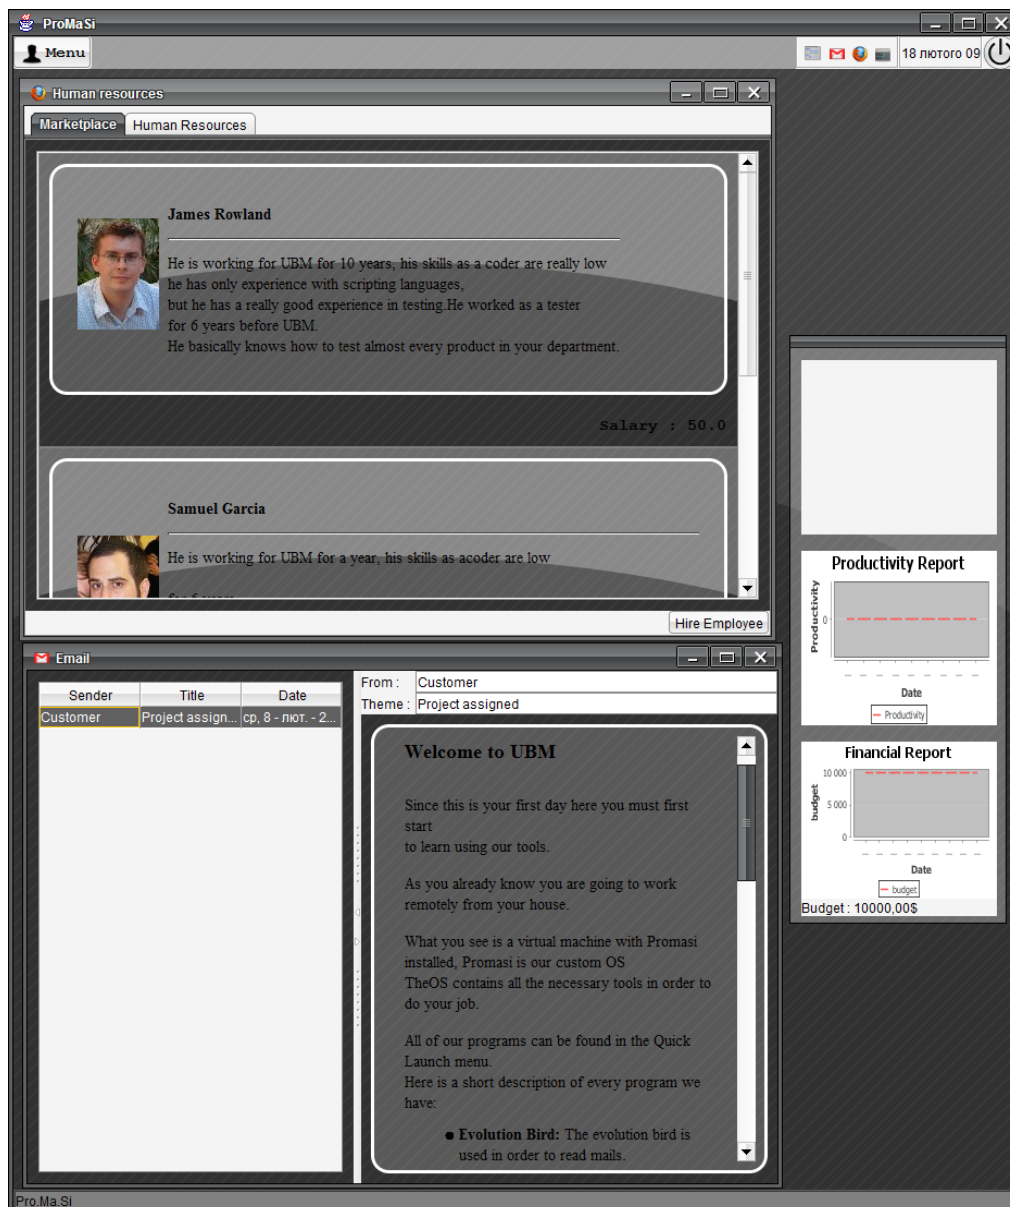 ProMaSi
Menu
18 лютого 09
Human resources
Marketplace
Human Resources
James Rowland
He is working for UBM for 10 years, his skills as a coder are really low
he has only experience with scripting languages,
but he has a really good experience in testing.He worked as a tester
for 6 years before UBM.
He basically knows how to test almost every product in your department.
Salary : 50.0
Samuel Garcia
He is working for UBM for a year, his skills as acoder are low
for 6 years
Hire Employee
Productivity Report
Productivity
0
Date
Productivity
Financial Report
budget
10 000
5 000
0
Date
budget
Budget : 10000,00$
Email
Sender Title Date
Customer Project assign... ср, 8 - лют. - 2...
From : Customer
Theme : Project assigned
Welcome to UBM
Since this is your first day here you must first
start
to learn using our tools.
As you already know you are going to work
remotely from your house.
What you see is a virtual machine with Promasi
installed, Promasi is our custom OS
TheOS contains all the necessary tools in order to
do your job.
All of our programs can be found in the Quick
Launch menu.
Here is a short description of every program we
have:
Evolution Bird: The evolution bird is
used in order to read mails.
Pro.Ma.Si